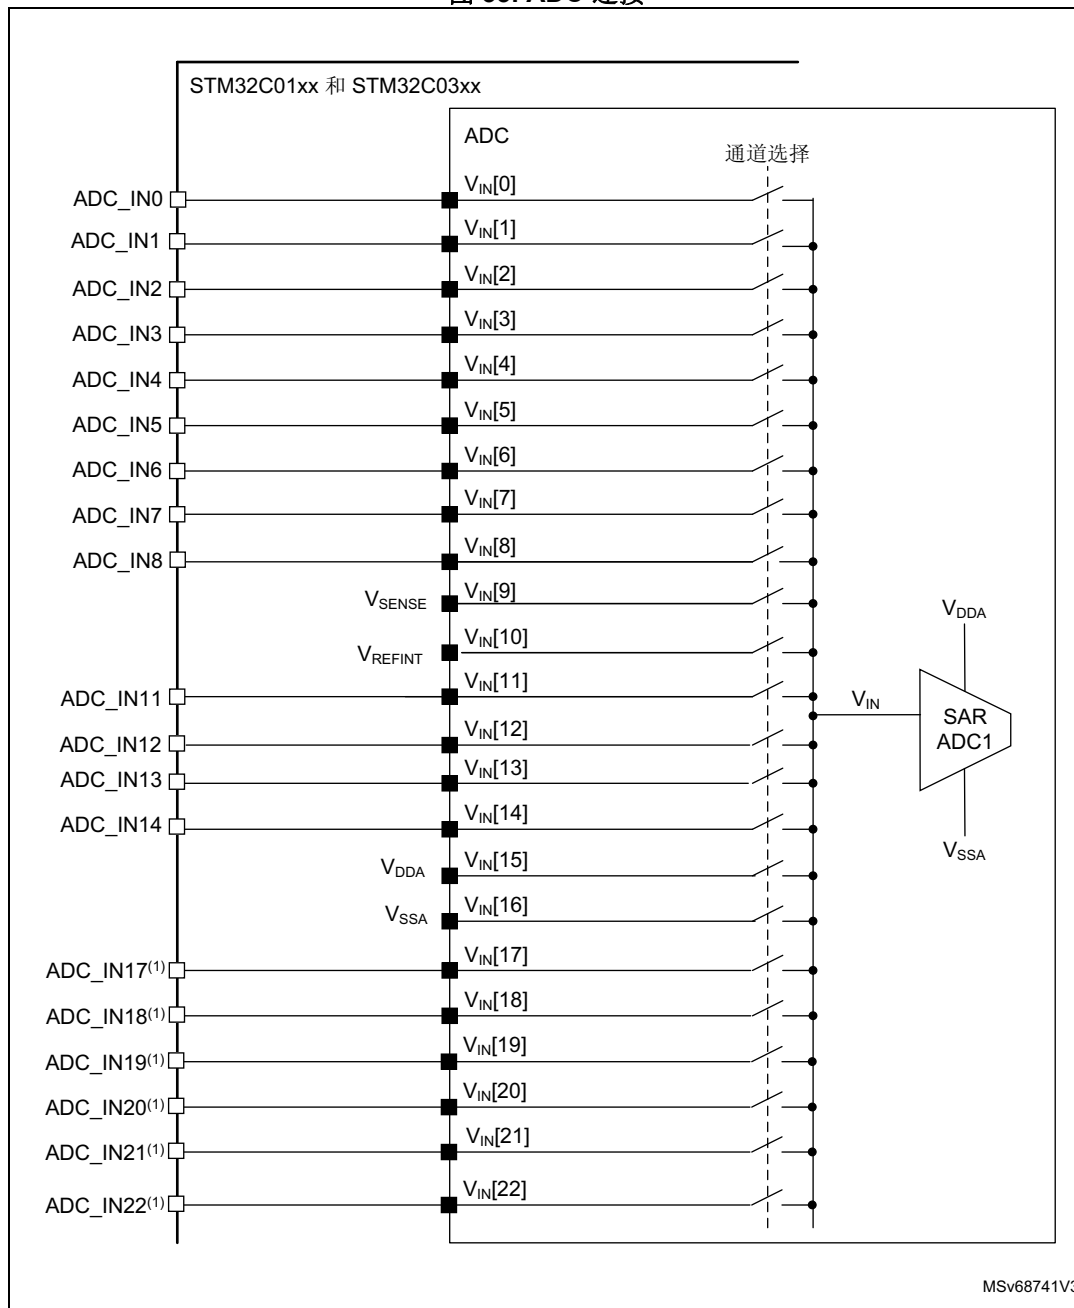 ADC
STM32C01xx 和 STM32C03xx
ADC
通道选择
ADC_IN0 VIN[0]
ADC_IN1 VIN[1]
ADC_IN2 VIN[2]
ADC_IN3 VIN[3]
ADC_IN4 VIN[4]
ADC_IN5 VIN[5]
ADC_IN6 VIN[6]
ADC_IN7 VIN[7]
ADC_IN8 VIN[8]
VSENSE VIN[9]
VREFINT VIN[10]
ADC_IN11 VIN[11]
ADC_IN12 VIN[12]
ADC_IN13 VIN[13]
ADC_IN14 VIN[14]
VDDA VIN[15]
VSSA VIN[16]
ADC_IN17(1) VIN[17]
ADC_IN18(1) VIN[18]
ADC_IN19(1) VIN[19]
ADC_IN20(1) VIN[20]
ADC_IN21(1) VIN[21]
ADC_IN22(1) VIN[22]
VDDA
VIN
SAR
ADC1
VSSA
MSv68741V3